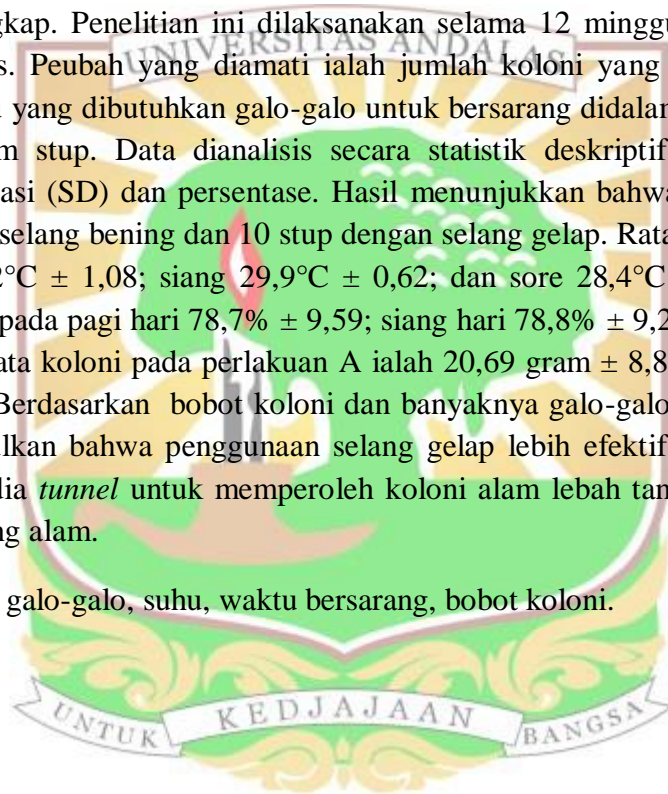 gkap. Penelitian ini dilaksanakan selama 12 minggu
UNIVERSITAS ANDALAS
s. Peubah yang diamati ialah jumlah koloni yang
yang dibutuhkan galo-galo untuk bersarang didalam
m stup. Data dianalisis secara statistik deskriptif
asi (SD) dan persentase. Hasil menunjukkan bahwa
selang bening dan 10 stup dengan selang gelap. Rata
2°C ± 1,08; siang 29,9°C ± 0,62; dan sore 28,4°C
pada pagi hari 78,7% ± 9,59; siang hari 78,8% ± 9,2
ata koloni pada perlakuan A ialah 20,69 gram ± 8,8
Berdasarkan bobot koloni dan banyaknya galo-galo
ulkan bahwa penggunaan selang gelap lebih efektif
dia tunnel untuk memperoleh koloni alam lebah tan
ng alam.
galo-galo, suhu, waktu bersarang, bobot koloni.
UNTUK KEDJAJAAN BANGSA